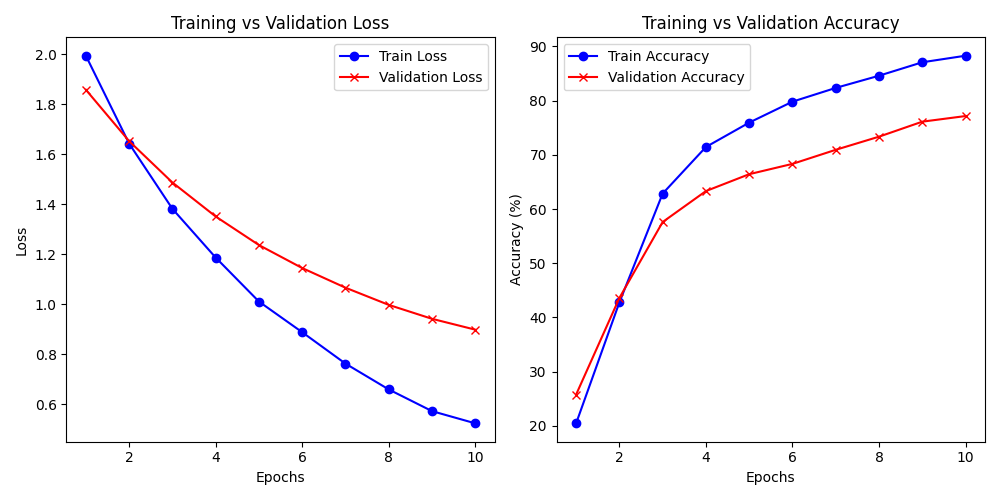 Training vs Validation Loss
Train Loss
Validation Loss
2.0
1.8
1.6
1.4
1.2
1.0
0.8
0.6
Loss
2 4 6 8 10
Epochs
Training vs Validation Accuracy
Train Accuracy
Validation Accuracy
90
80
70
60
50
40
30
20
Accuracy (%)
2 4 6 8 10
Epochs